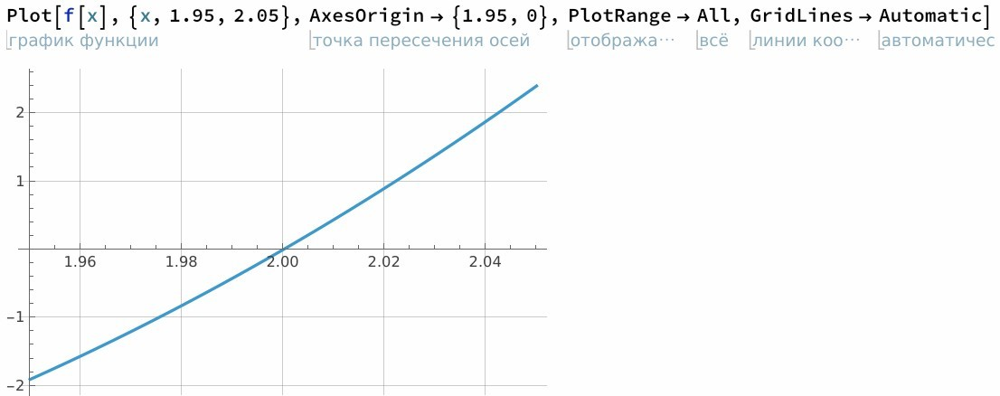 Plot[f[x], {x, 1.95, 2.05}, AxesOrigin → {1.95, 0}, PlotRange → All, GridLines → Automatic]
график функции точка пересечения осей отобража⋯ всё линии коо⋯ автоматичес
2
1
1.96 1.98 2.00 2.02 2.04
-1
-2